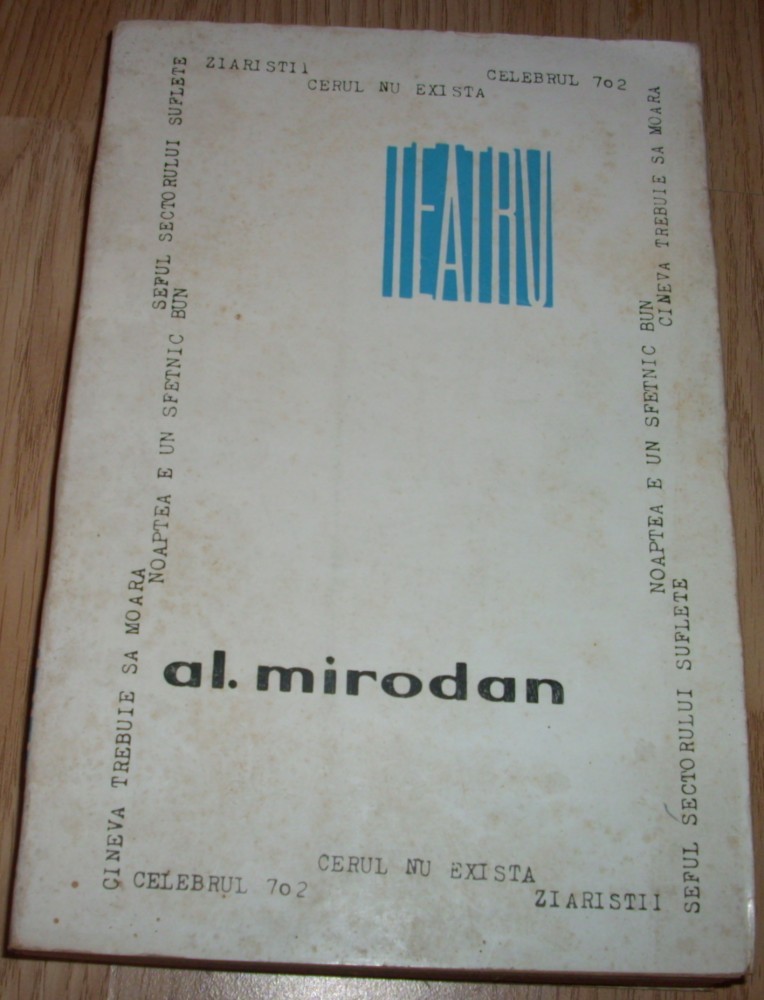 ZIARISTII
CERUL NU EXISTA
CELEBRUL 7o2
SEFUL SECTORULUI SUFLETE
NOAPTEA E UN SFETNIC BUN
CINEVA TREBUIE SA MOARA
TEATRU
CINEVA TREBUIE SA MOARA
NOAPTEA E UN SFETNIC BUN
SEFUL SECTORULUI SUFLETE
al. mirodan
CELEBRUL 7o2
CERUL NU EXISTA
ZIARISTII